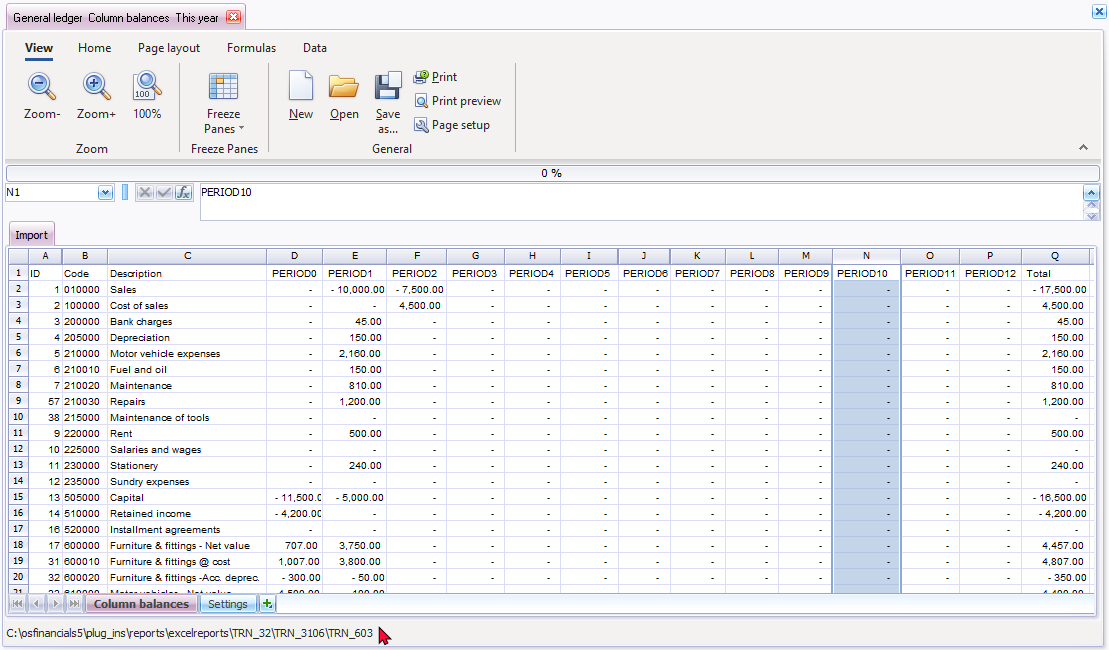 General ledger Column balances This year
View Home Page layout Formulas Data
Zoom- Zoom+ 100 100% Freeze Panes New Open Save as... Print
Print preview
Page setup
Zoom Freeze Panes General
0 %
N1 fx PERIOD10
Import
A B C D E F G H I J K L M N O P Q
1 ID Code Description PERIOD0 PERIOD1 PERIOD2 PERIOD3 PERIOD4 PERIOD5 PERIOD6 PERIOD7 PERIOD8 PERIOD9 PERIOD10 PERIOD11 PERIOD12 Total
2 1 010000 Sales - - 10,000.00 - 7,500.00 - - - - - - - - - - - 17,500.00
3 2 100000 Cost of sales - - 4,500.00 - - - - - - - - - - 4,500.00
4 3 200000 Bank charges - 45.00 - - - - - - - - - - - 45.00
5 4 205000 Depreciation - 150.00 - - - - - - - - - - - 150.00
6 5 210000 Motor vehicle expenses - 2,160.00 - - - - - - - - - - - 2,160.00
7 6 210010 Fuel and oil - 150.00 - - - - - - - - - - - 150.00
8 7 210020 Maintenance - 810.00 - - - - - - - - - - - 810.00
9 57 210030 Repairs - 1,200.00 - - - - - - - - - - - 1,200.00
10 38 215000 Maintenance of tools - - - - - - - - - - - - - -
11 9 220000 Rent - 500.00 - - - - - - - - - - - 500.00
12 10 225000 Salaries and wages - - - - - - - - - - - - - -
13 11 230000 Stationery - 240.00 - - - - - - - - - - - 240.00
14 12 235000 Sundry expenses - - - - - - - - - - - - - -
15 13 505000 Capital - 11,500.0 - 5,000.00 - - - - - - - - - - - - 16,500.00
16 14 510000 Retained income - 4,200.00 - - - - - - - - - - - - - 4,200.00
17 16 520000 Installment agreements - - - - - - - - - - - - - -
18 17 600000 Furniture & fittings - Net value 707.00 3,750.00 - - - - - - - - - - - 4,457.00
19 31 600010 Furniture & fittings @ cost 1,007.00 3,800.00 - - - - - - - - - - - 4,807.00
20 32 600020 Furniture & fittings -Acc. deprec. - 300.00 - 50.00 - - - - - - - - - - - - 350.00
Column balances Settings
C:\osfinancials5\plug_ins\reports\excelreports\TRN_32\TRN_3106\TRN_603